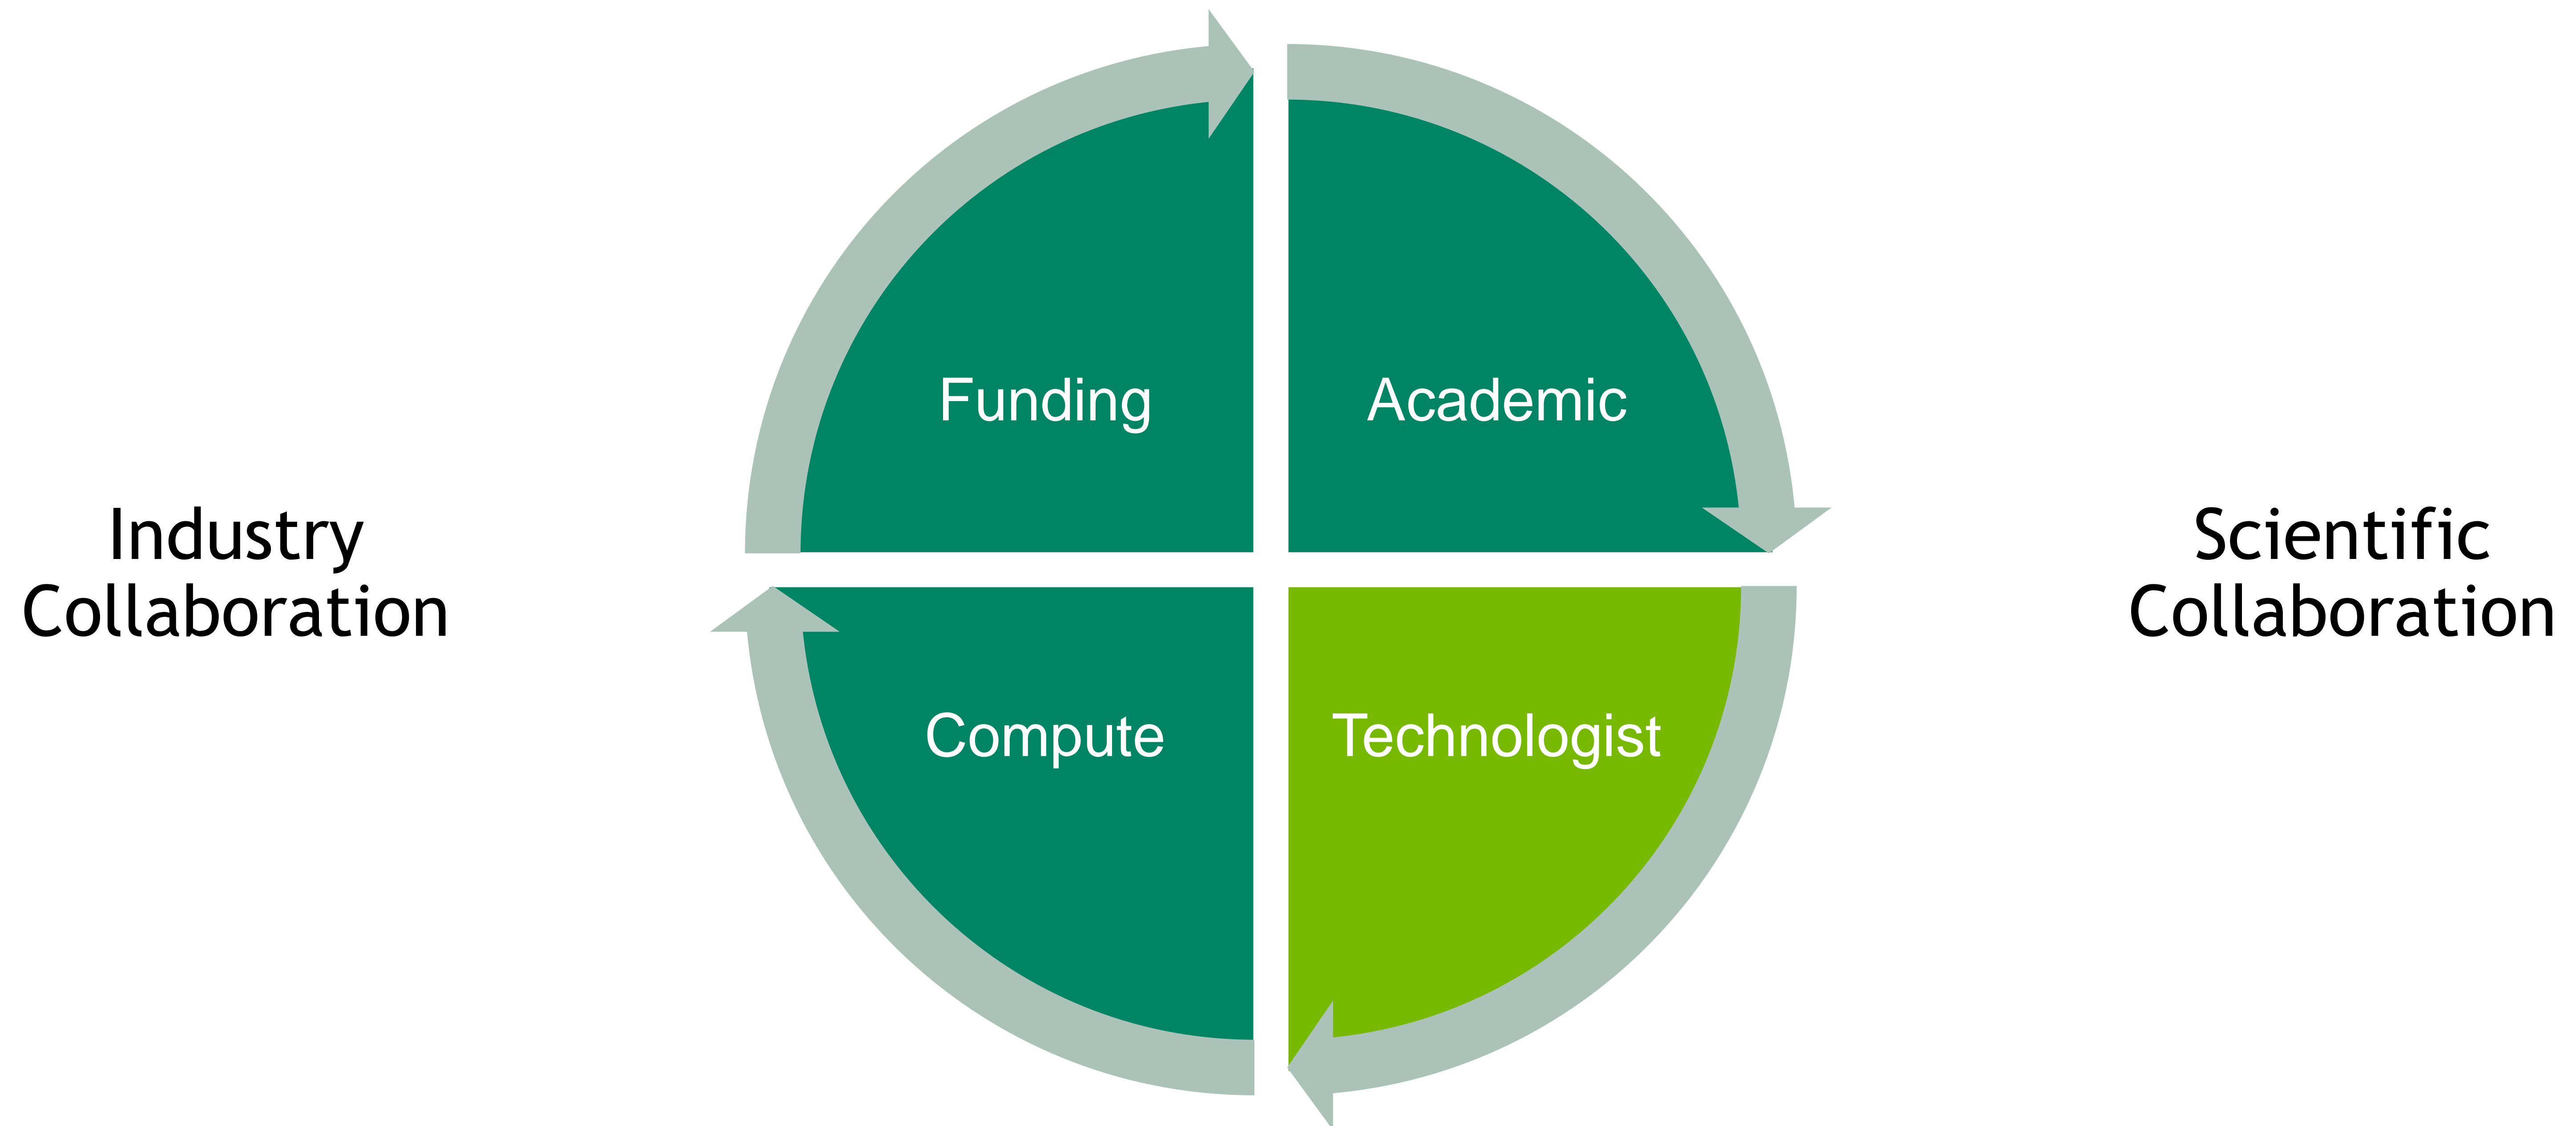 Funding
Academic
Industry
Collaboration
Scientific
Collaboration
Compute
Technologist